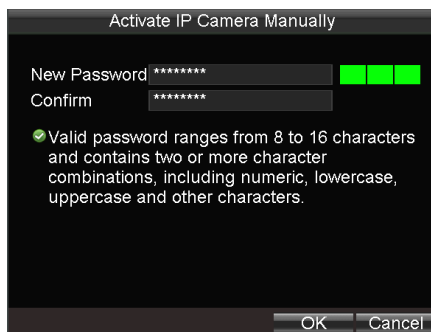 Activate IP Camera Manually
New Password ********
Confirm ********
Valid password ranges from 8 to 16 characters
and contains two or more character
combinations, including numeric, lowercase,
uppercase and other characters.
OK Cancel